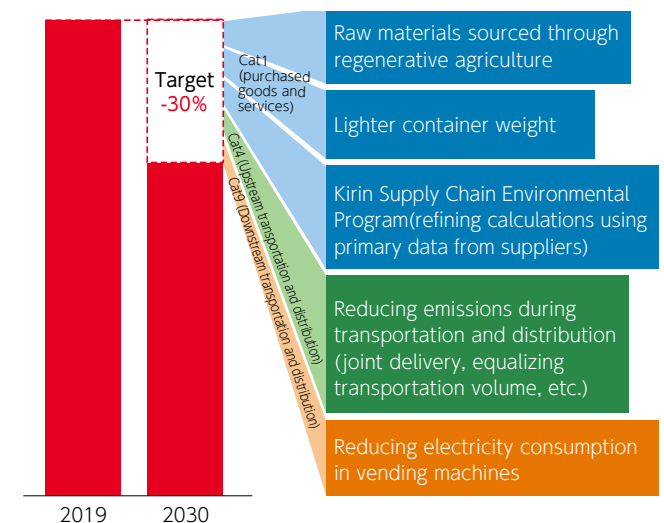 Target
-30%
Cat1
(purchased
goods and
services)
Cat4 (Upstream transportation and distribution)
Cat9 (Downstream transportation and distribution)
Raw materials sourced through
regenerative agriculture
Lighter container weight
Kirin Supply Chain Environmental
Program(refining calculations using
primary data from suppliers)
Reducing emissions during
transportation and distribution
(joint delivery, equalizing
transportation volume, etc.)
Reducing electricity consumption
in vending machines
2019
2030